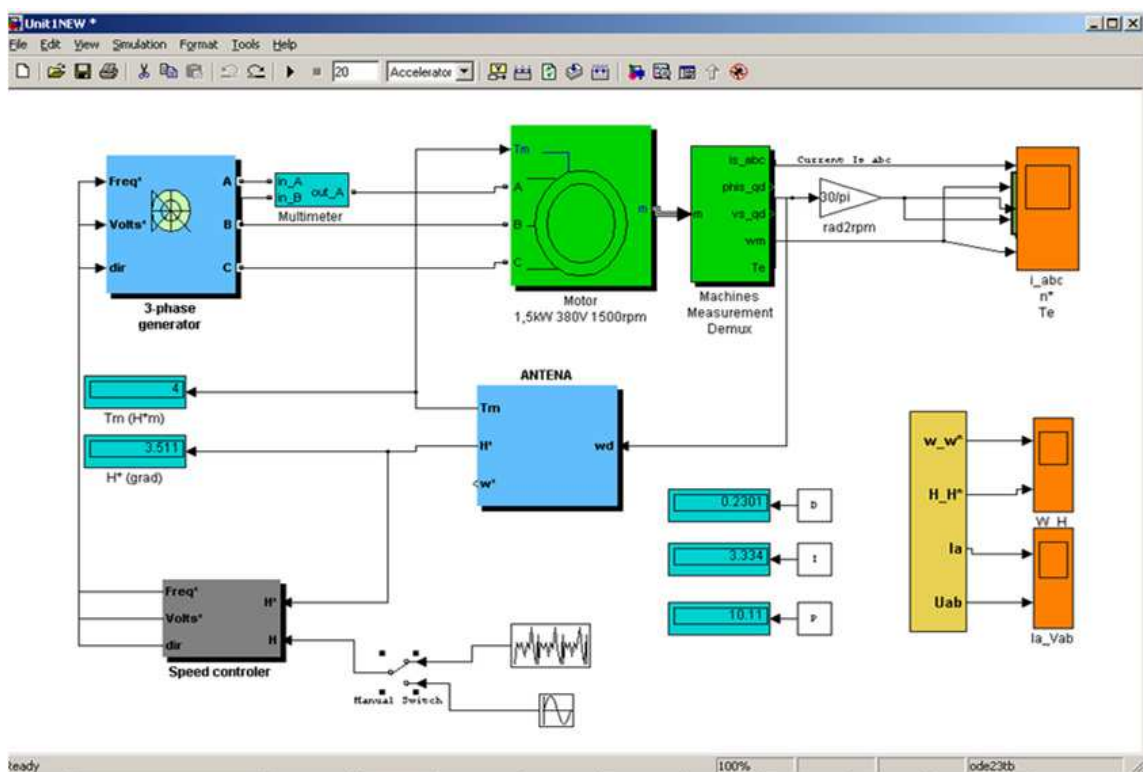 Unit1NEW *
File Edit View Simulation Format Tools Help
20 Accelerator
Freq*
Volts*
dir
A
B
C
3-phase
generator
in_A
in_B
out_A
Multimeter
Tm
A
B
C
m
Motor
1,5kW 380V 1500rpm
m
is_abc
phis_qd
vs_qd
wm
Te
Machines
Measurement
Demux
Current Is abc
30/pi
rad2rpm
i_abc
n*
Te
4
Tm (H*m)
3.511
H* (grad)
ANTENA
Tm
H*
w*
wd
0.2301
D
3.334
I
10.11
P
w_w*
H_H*
Ia
Uab
W_H
Ia_Vab
Freq*
Volts*
dir
H*
H
Speed controler
Manual Switch
Ready 100% ode23tb